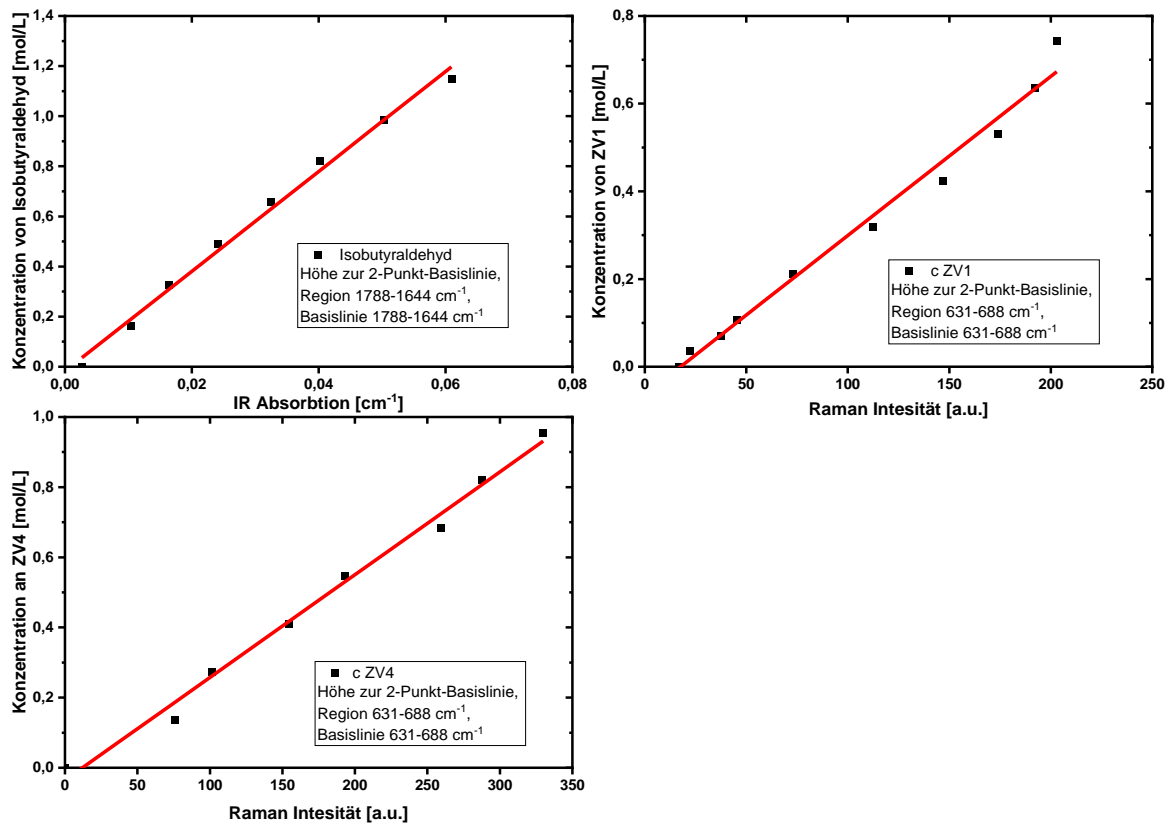 Konzentration von Isobutyraldehyd [mol/L]
1,4
1,2
1,0
0,8
0,6
0,4
0,2
0,0
Isobutyraldehyd
Höhe zur 2-Punkt-Basislinie,
Region 1788-1644 cm⁻¹,
Basislinie 1788-1644 cm⁻¹
0,00 0,02 0,04 0,06 0,08
IR Absorbtion [cm⁻¹]
Konzentration von ZV1 [mol/L]
0,8
0,6
0,4
0,2
0,0
c ZV1
Höhe zur 2-Punkt-Basislinie,
Region 631-688 cm⁻¹,
Basislinie 631-688 cm⁻¹
0 50 100 150 200 250
Raman Intesität [a.u.]
Konzentration an ZV4 [mol/L]
1,0
0,8
0,6
0,4
0,2
0,0
c ZV4
Höhe zur 2-Punkt-Basislinie,
Region 631-688 cm⁻¹,
Basislinie 631-688 cm⁻¹
0 50 100 150 200 250 300 350
Raman Intesität [a.u.]